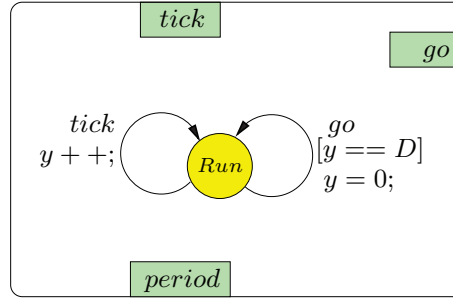 tick
go
tick
y + +;
Run
go
[y == D]
y = 0;
period